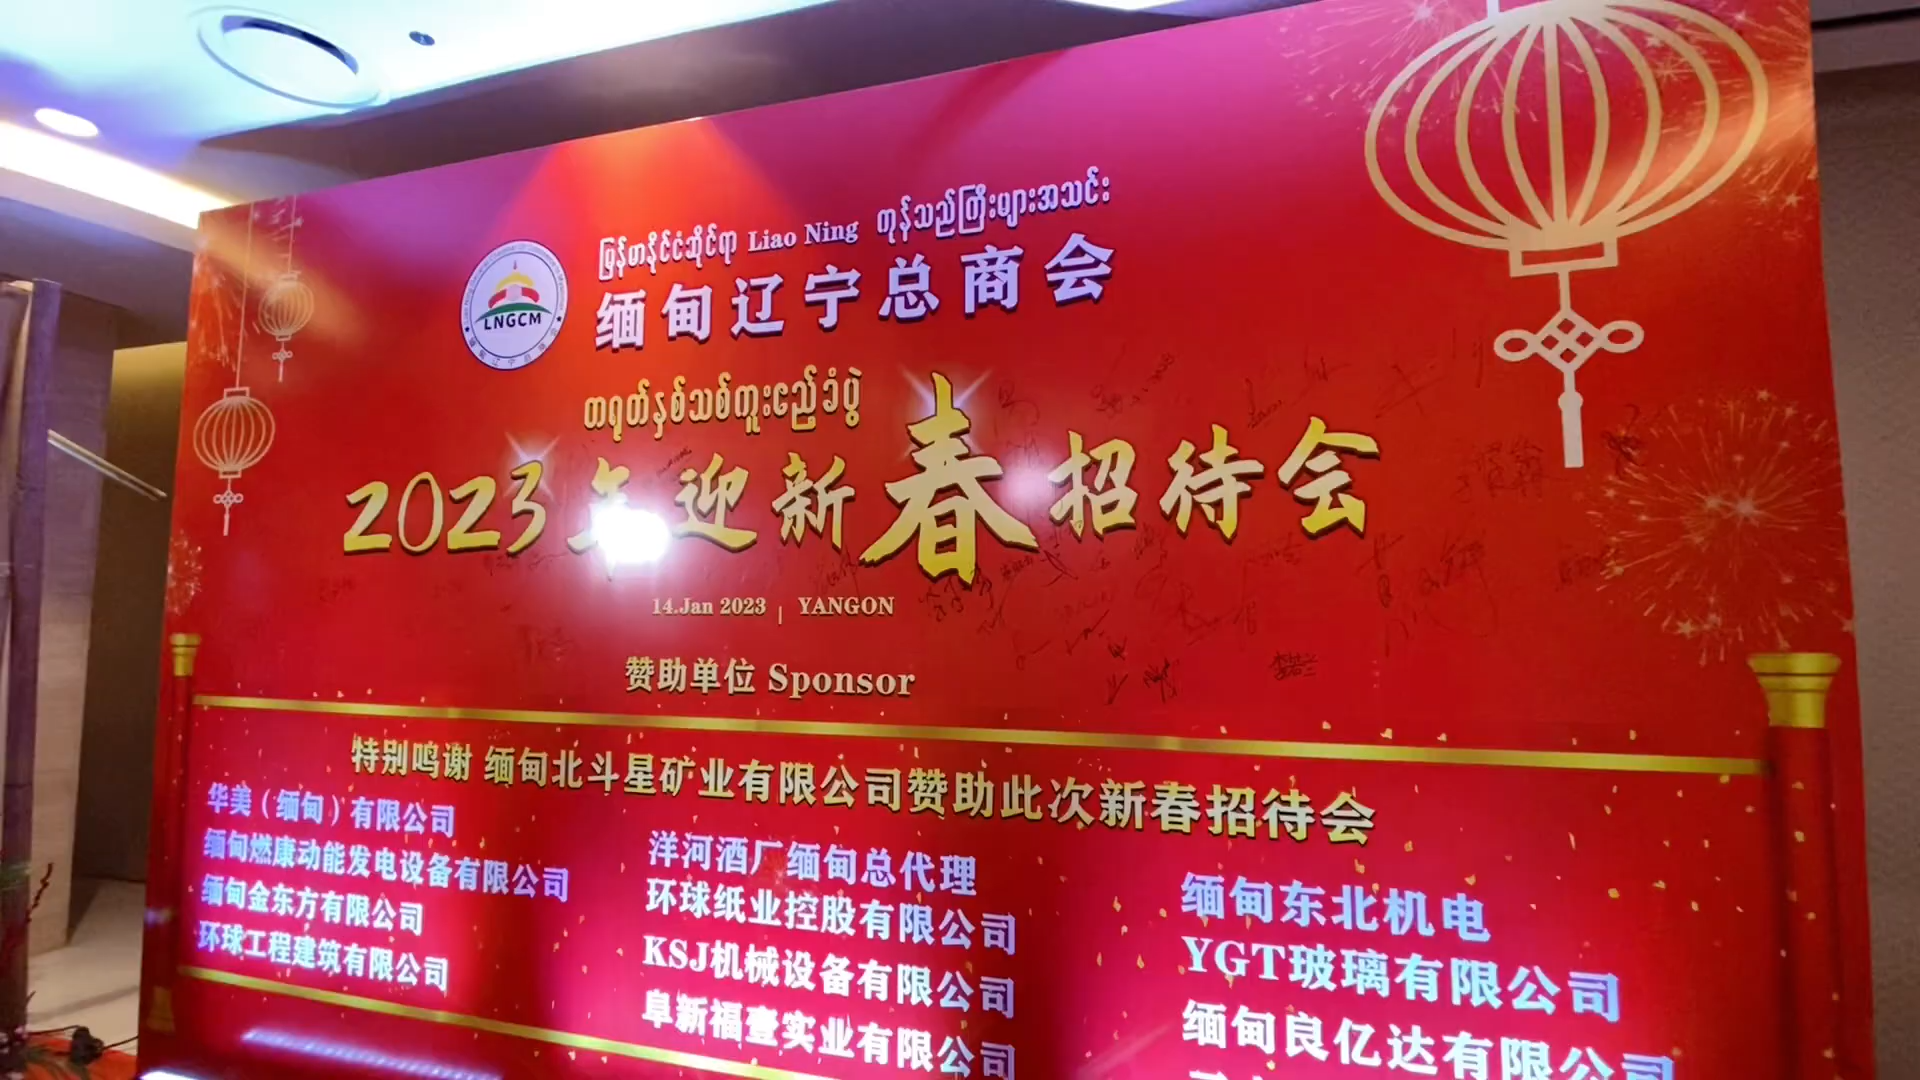 မြန်မာနိုင်ငံဆိုင်ရာ Liao Ning ကုန်သည်ကြီးများအသင်း
缅甸辽宁总商会
LNGCM
တရုတ်နှစ်သစ်ကူးဧည့်ခံပွဲ
2023年迎新春招待会
14.Jan 2023 | YANGON
赞助单位 Sponsor
特别鸣谢 缅甸北斗星矿业有限公司赞助此次新春招待会
华美（缅甸）有限公司
缅甸燃康动能发电设备有限公司
缅甸金东方有限公司
环球工程建筑有限公司
洋河酒厂缅甸总代理
环球纸业控股有限公司
KSJ机械设备有限公司
阜新福壹实业有限公司
缅甸东北机电
YGT玻璃有限公司
缅甸良亿达有限公司